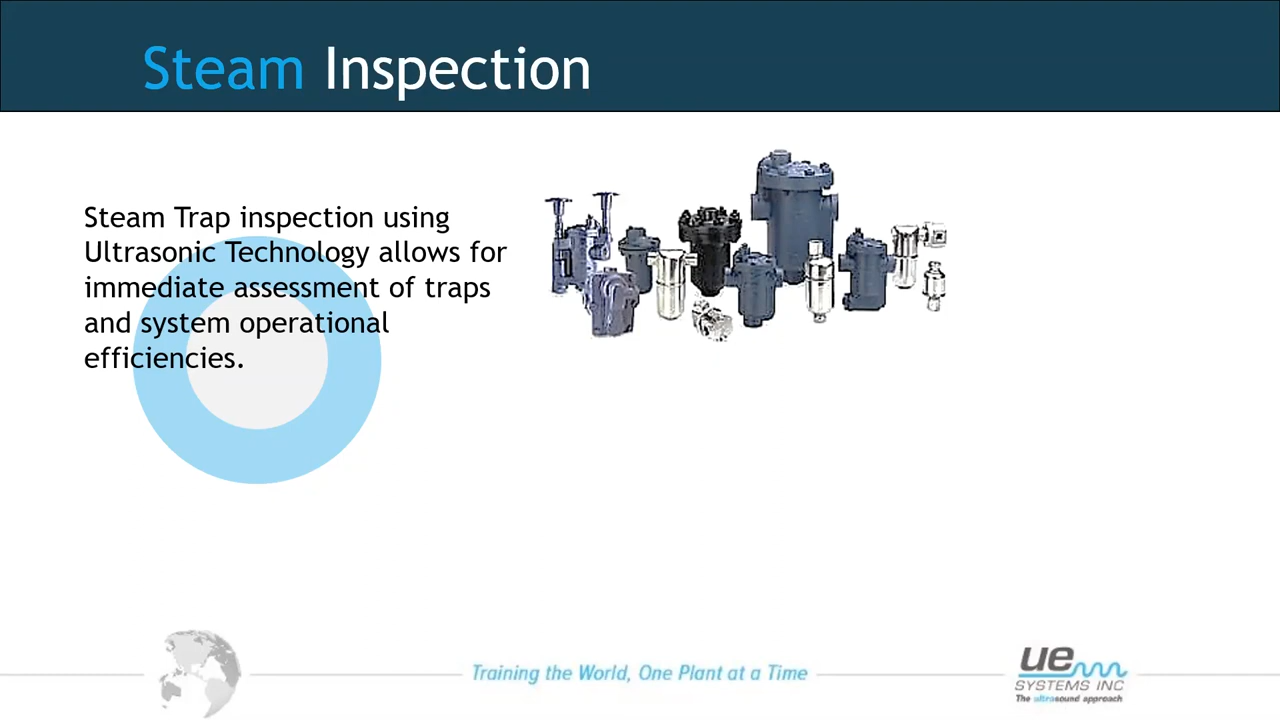 Steam Inspection
Steam Trap inspection using
Ultrasonic Technology allows for
immediate assessment of traps
and system operational
efficiencies.
Training the World, One Plant at a Time
ue
SYSTEMS INC
The ultrasound approach